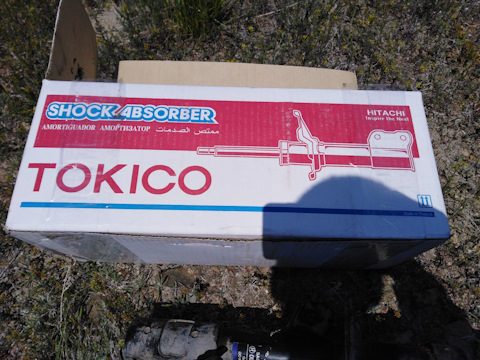 SHOCK ABSORBER
HITACHI
Inspire the Next
AMORTIGUADOR АМОРТИЗАТОР ممتص الصدمات
TOKICO